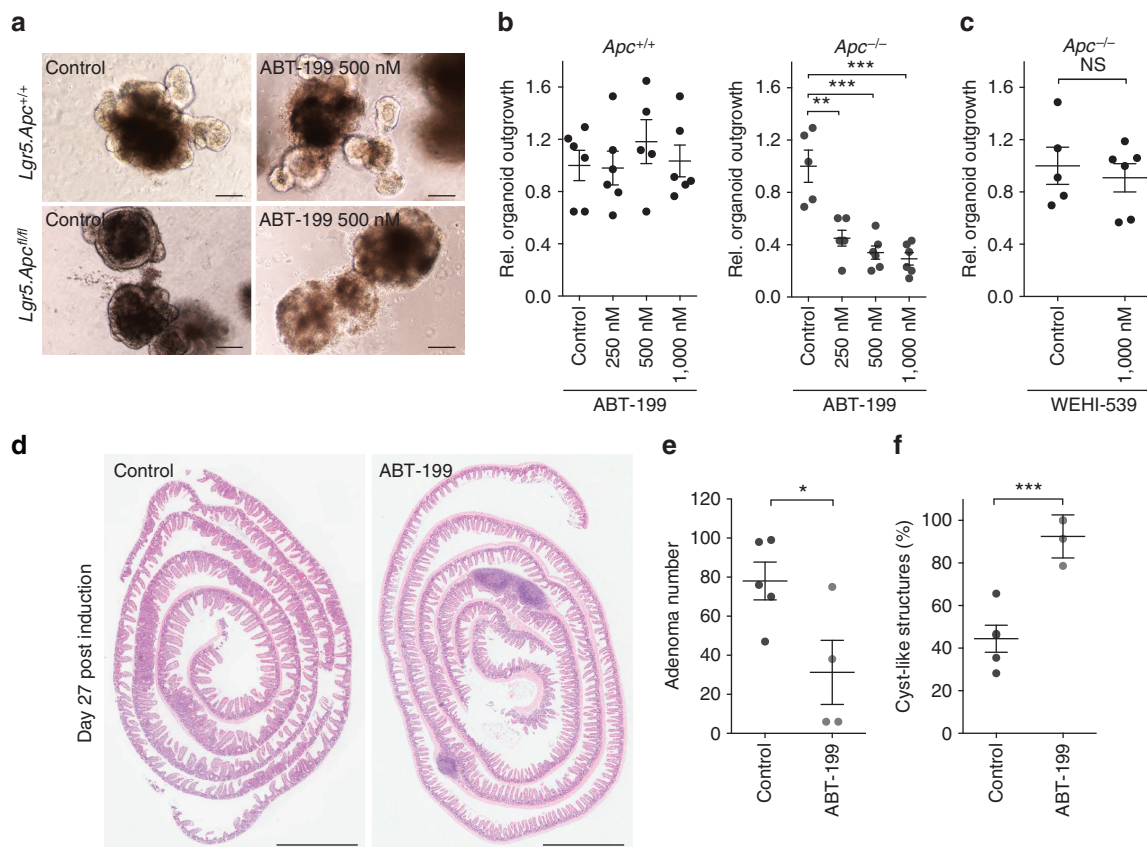 a
Control
ABT-199 500 nM
Lgr5.Apc+/+
Control
ABT-199 500 nM
Lgr5.Apcfl/fl
b
Apc+/+
Rel. organoid outgrowth
1.6
1.2
0.8
0.4
0.0
Control
250 nM
500 nM
1,000 nM
ABT-199
Apc–/–
***
***
**
Rel. organoid outgrowth
1.6
1.2
0.8
0.4
0.0
Control
250 nM
500 nM
1,000 nM
ABT-199
c
Apc–/–
NS
Rel. organoid outgrowth
1.6
1.2
0.8
0.4
0.0
Control
1,000 nM
WEHI-539
d
Control
ABT-199
Day 27 post induction
e
*
Adenoma number
120
100
80
60
40
20
0
Control
ABT-199
f
***
Cyst-like structures (%)
100
80
60
40
20
0
Control
ABT-199